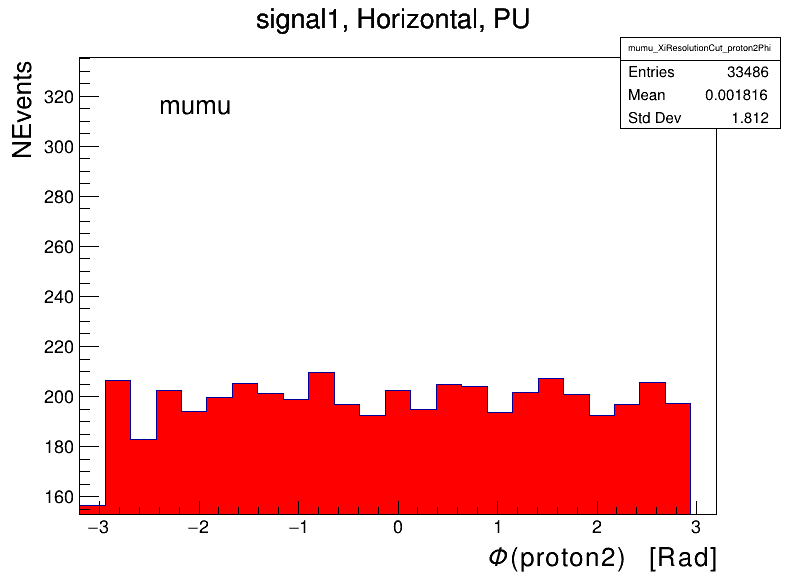 signal1, Horizontal, PU
mumu_XiResolutionCut_proton2Phi
Entries 33486
Mean 0.001816
Std Dev 1.812
NEvents
mumu
320
300
280
260
240
220
200
180
160
−3 −2 −1 0 1 2 3
Φ(proton2) [Rad]